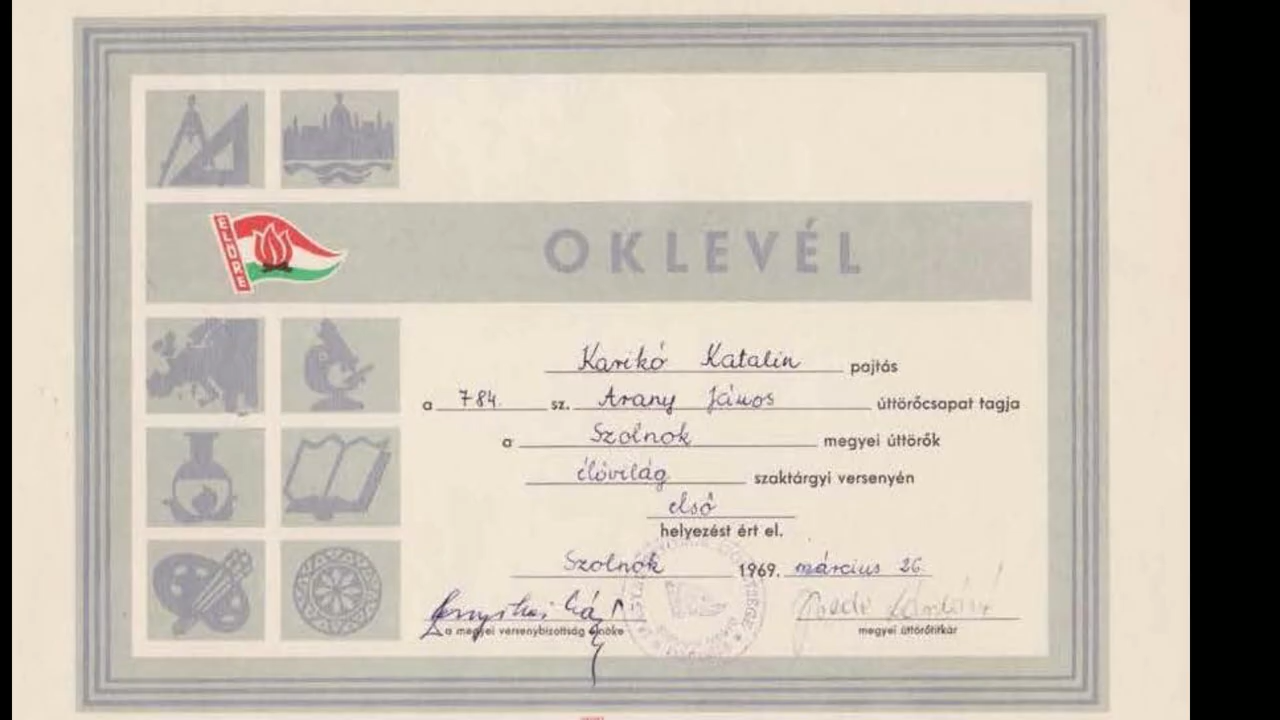 ELŐRE
OKLEVÉL
Karikó Katalin pajtás
a 784. sz. Arany János úttörőcsapat tagja
a Szolnok megyei úttörők
élővilág szaktárgyi versenyén
első
helyezést ért el.
Szolnok 1969. március 26
a megyei versenybizottság elnöke
megyei úttörőtitkár